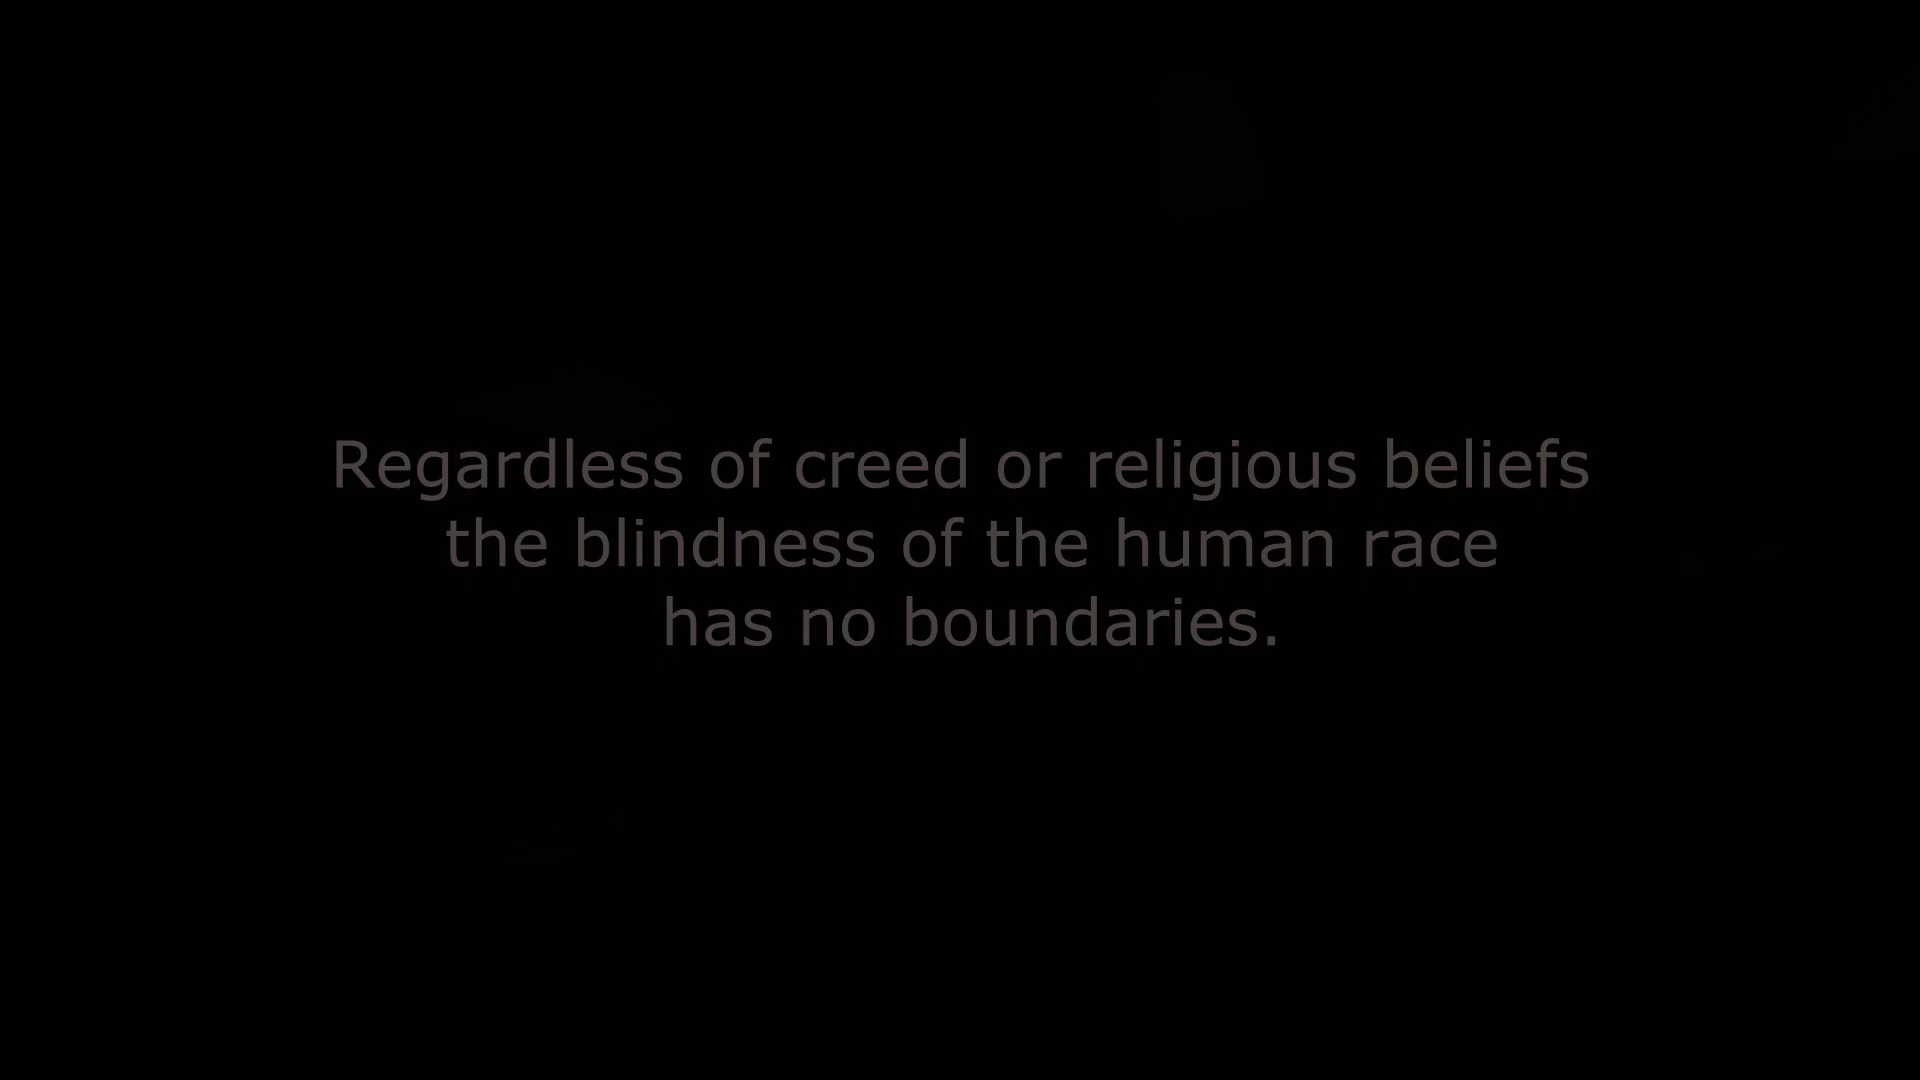 Regardless of creed or religious beliefs
the blindness of the human race
has no boundaries.